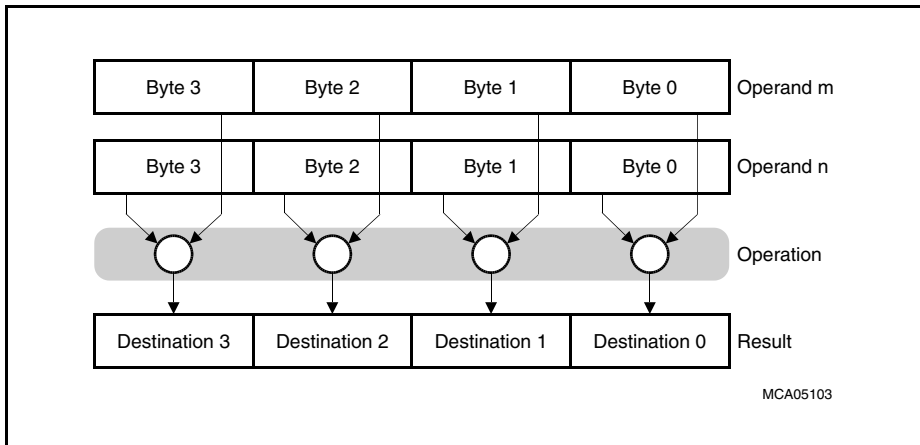 Byte 3 Byte 2 Byte 1 Byte 0 Operand m
Byte 3 Byte 2 Byte 1 Byte 0 Operand n
Operation
Destination 3 Destination 2 Destination 1 Destination 0 Result
MCA05103